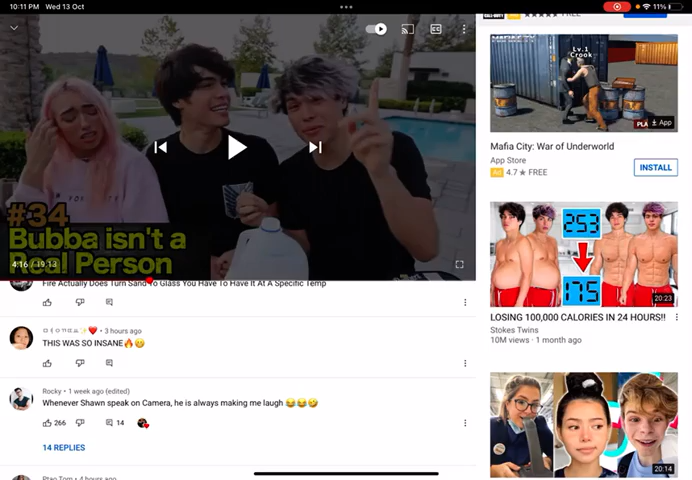 10:11 PM Wed 13 Oct
11%
#34
Bubba isn't a
Real Person
4:16 / 19:13
Fire Actually Does Turn Sand To Glass You Have To Have It At A Specific Temp
3 hours ago
THIS WAS SO INSANE🔥
Rocky • 1 week ago (edited)
Whenever Shawn speak on Camera, he is always making me laugh 😂😂🤣
266
14
14 REPLIES
4 hours ago
FREE
Lv.1
Crook
App
Mafia City: War of Underworld
App Store
Ad 4.7 ★ FREE
INSTALL
253
175
20:23
LOSING 100,000 CALORIES IN 24 HOURS!!
Stokes Twins
10M views · 1 month ago
20:14